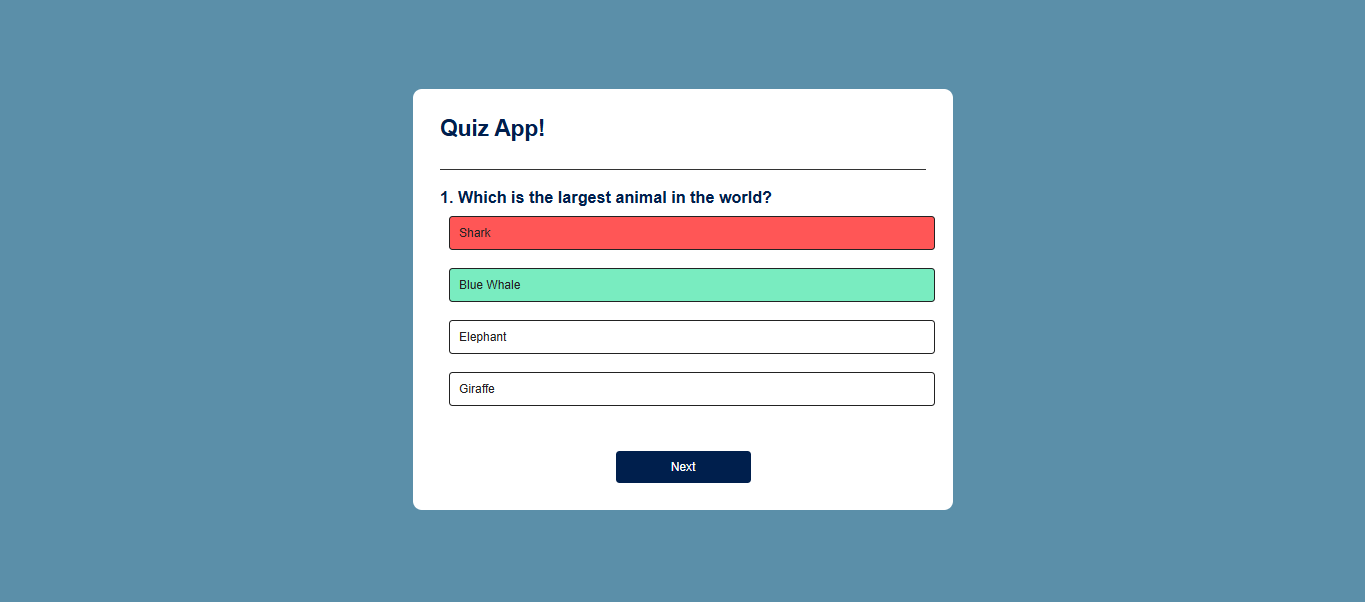 Quiz App!
1. Which is the largest animal in the world?
Shark
Blue Whale
Elephant
Giraffe
Next